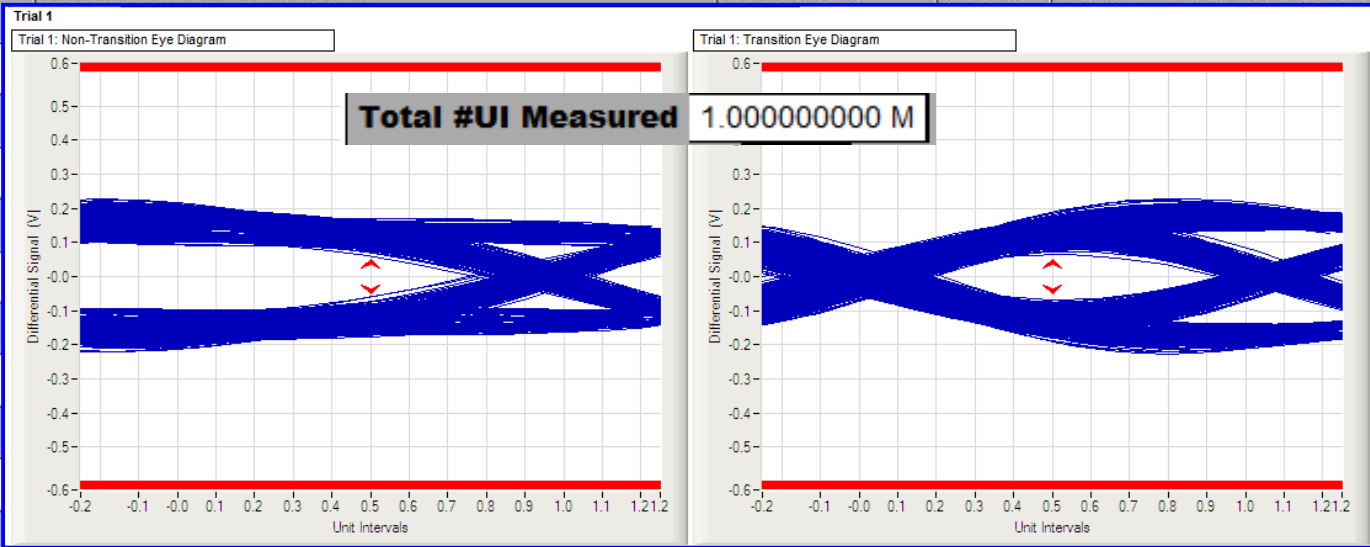 Trial 1
Trial 1: Non-Transition Eye Diagram
Total #UI Measured 1.000000000 M
0.6
0.5
0.4
0.3
0.2
0.1
-0.0
-0.1
-0.2
-0.3
-0.4
-0.5
-0.6
Differential Signal [V]
-0.2 -0.1 -0.0 0.1 0.2 0.3 0.4 0.5 0.6 0.7 0.8 0.9 1.0 1.1 1.21.2
Unit Intervals
Trial 1: Transition Eye Diagram
0.6
0.4
0.3
0.2
0.1
-0.0
-0.1
-0.2
-0.3
-0.4
-0.5
-0.6
Differential Signal [V]
-0.2 -0.1 -0.0 0.1 0.2 0.3 0.4 0.5 0.6 0.7 0.8 0.9 1.0 1.1 1.21.2
Unit Intervals